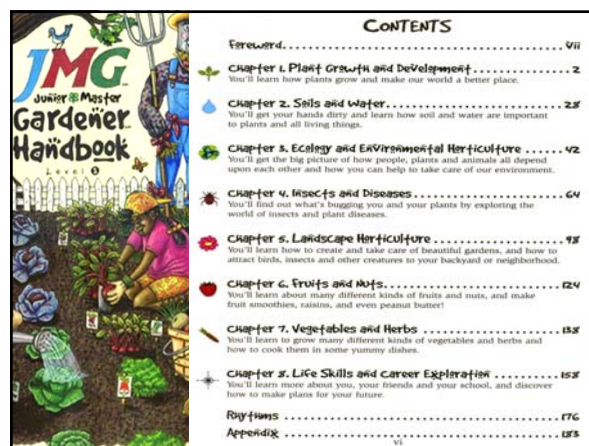 JMG
Junior Master
Gardener
Handbook
Level 1
CONTENTS
Foreword vii
Chapter 1. Plant Growth and Development 2
You'll learn how plants grow and make our world a better place.
Chapter 2. Soils and Water 28
You'll get your hands dirty and learn how soil and water are important
to plants and all living things.
Chapter 3. Ecology and Environmental Horticulture 42
You'll get the big picture of how people, plants and animals all depend
upon each other and how you can help to take care of our environment.
Chapter 4. Insects and Diseases 64
You'll find out what's bugging you and your plants by exploring the
world of insects and plant diseases.
Chapter 5. Landscape Horticulture 98
You'll learn how to create and take care of beautiful gardens, and how to
attract birds, insects and other creatures to your backyard or neighborhood.
Chapter 6. Fruits and Nuts 124
You'll learn about many different kinds of fruits and nuts, and make
fruit smoothies, raisins, and even peanut butter!
Chapter 7. Vegetables and Herbs 138
You'll learn to grow many different kinds of vegetables and herbs and
how to cook them in some yummy dishes.
Chapter 8. Life Skills and Career Exploration 158
You'll learn more about you, your friends and your school, and discover
how to make plans for your future.
Rhythms 176
Appendix 183
vi